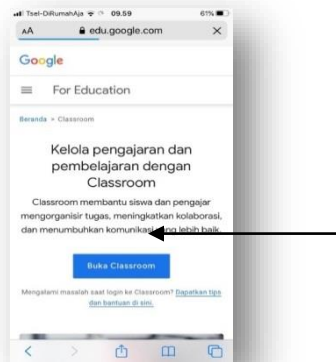 Tsel-DiRumahAja 09.59 61%
AA edu.google.com
Google
For Education
Beranda > Classroom
Kelola pengajaran dan
pembelajaran dengan
Classroom
Classroom membantu siswa dan pengajar
mengorganisir tugas, meningkatkan kolaborasi,
dan menumbuhkan komunikasi yang lebih baik.
Buka Classroom
Mengalami masalah saat login ke Classroom? Dapatkan tips
dan bantuan di sini.